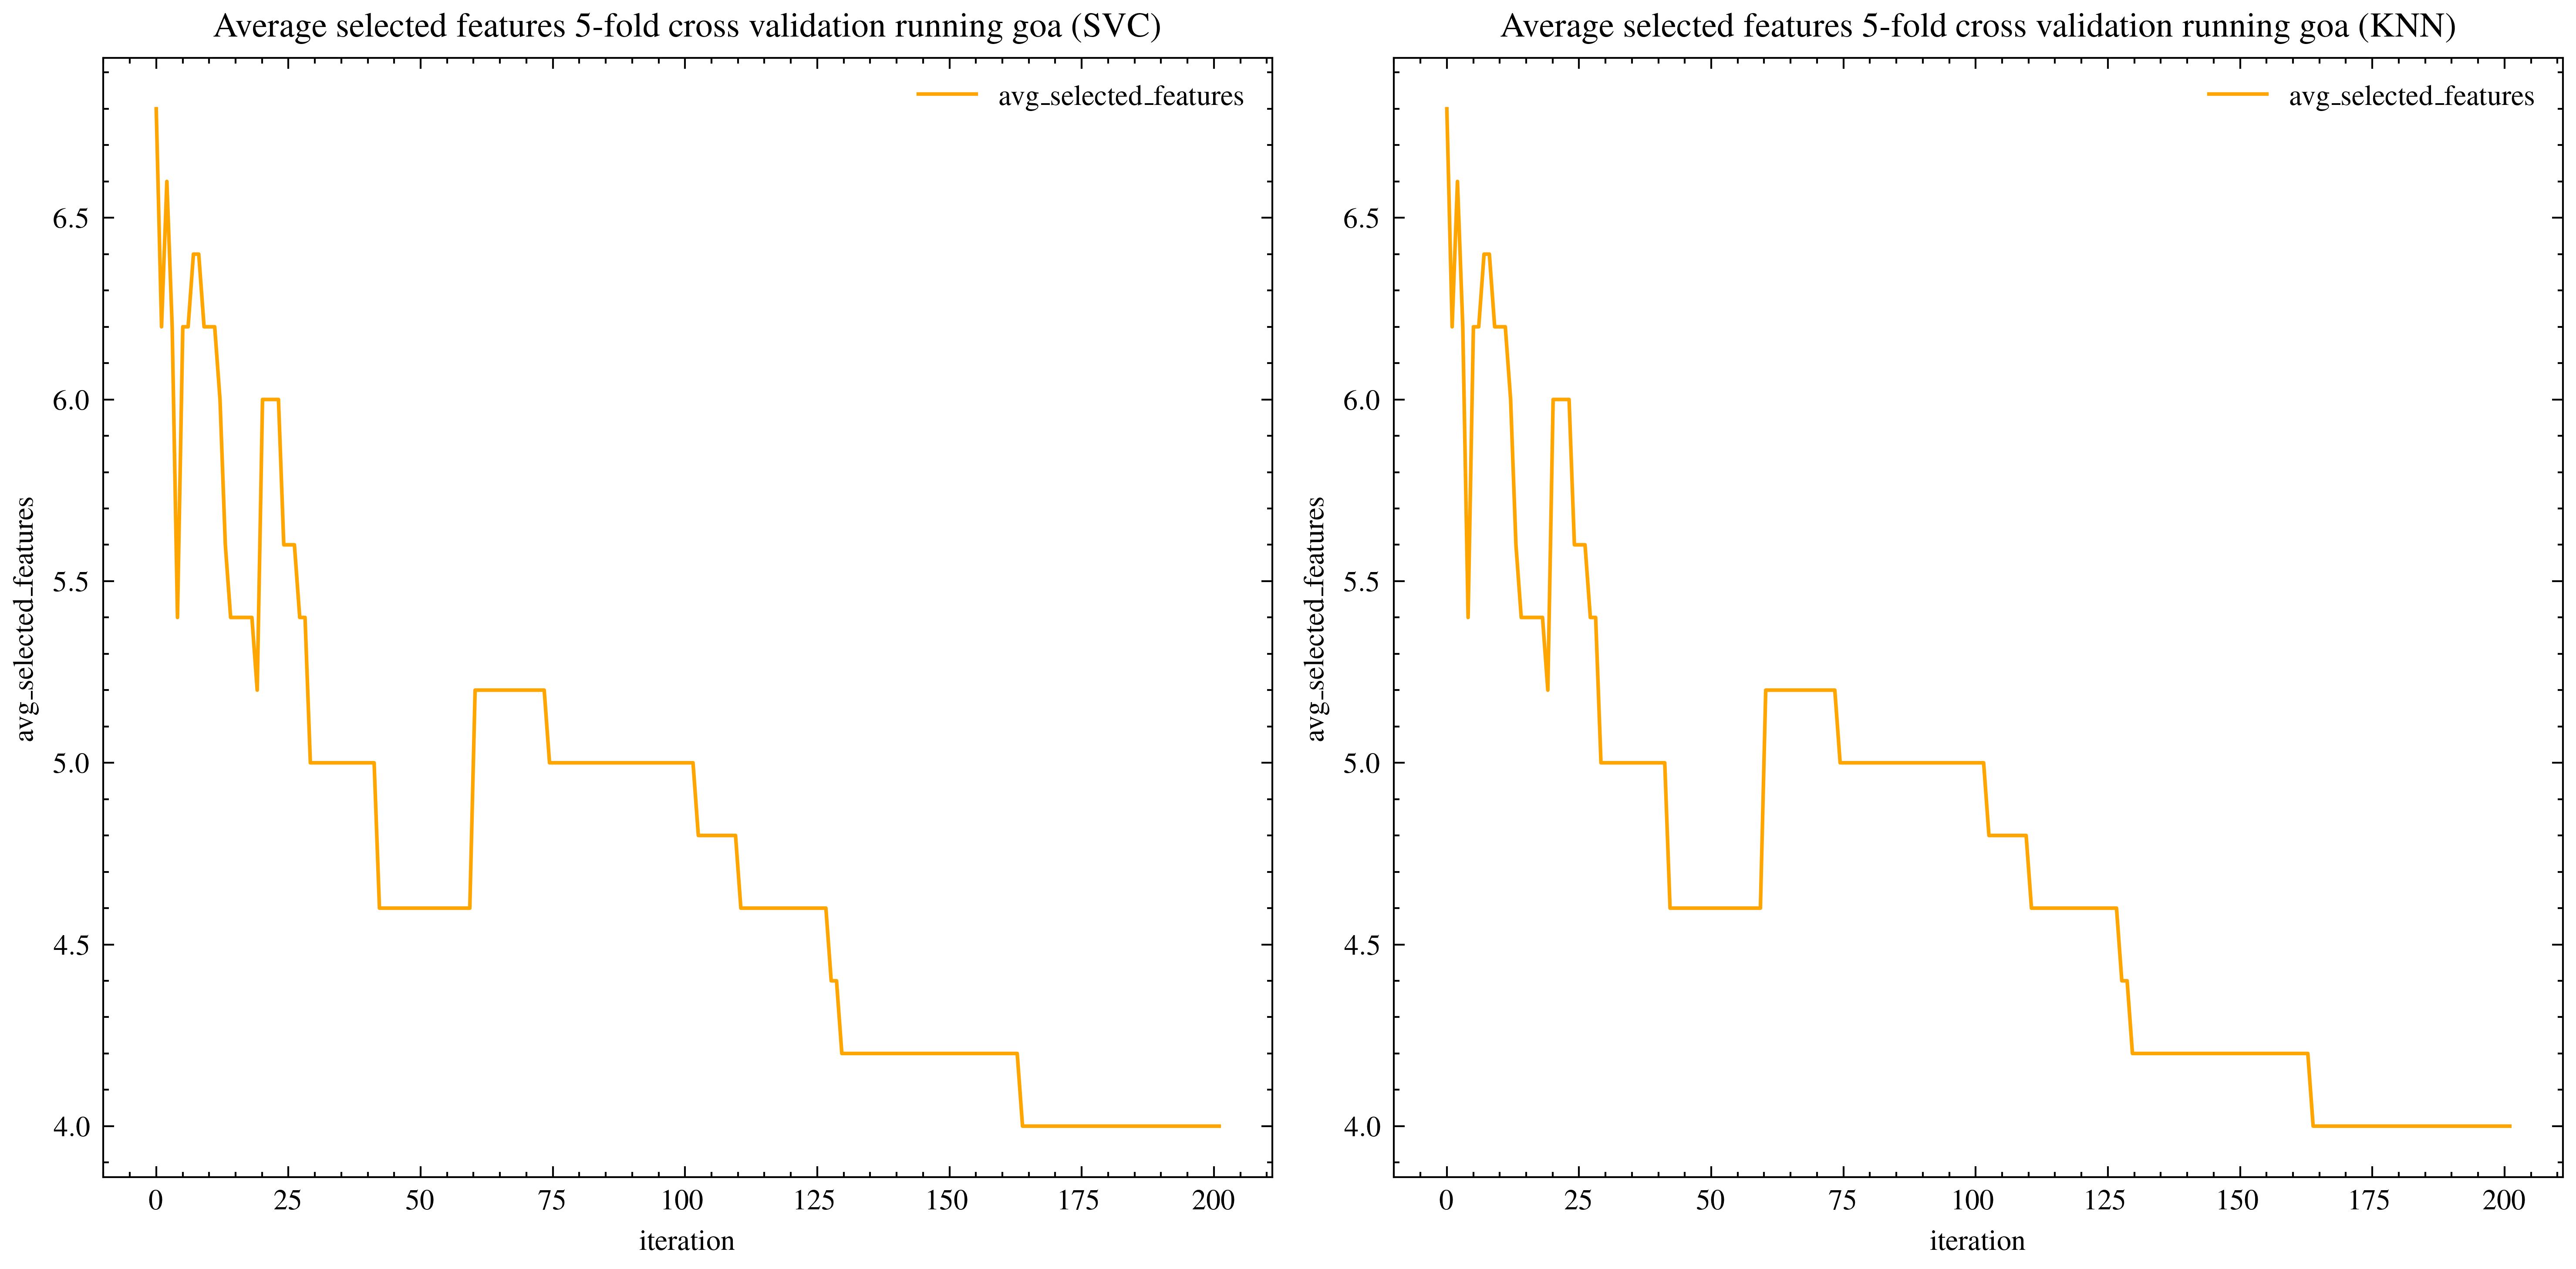 Average selected features 5-fold cross validation running goa (SVC)
avg_selected_features
avg_selected_features
6.5
6.0
5.5
5.0
4.5
4.0
0 25 50 75 100 125 150 175 200
iteration
Average selected features 5-fold cross validation running goa (KNN)
avg_selected_features
avg_selected_features
6.5
6.0
5.5
5.0
4.5
4.0
0 25 50 75 100 125 150 175 200
iteration